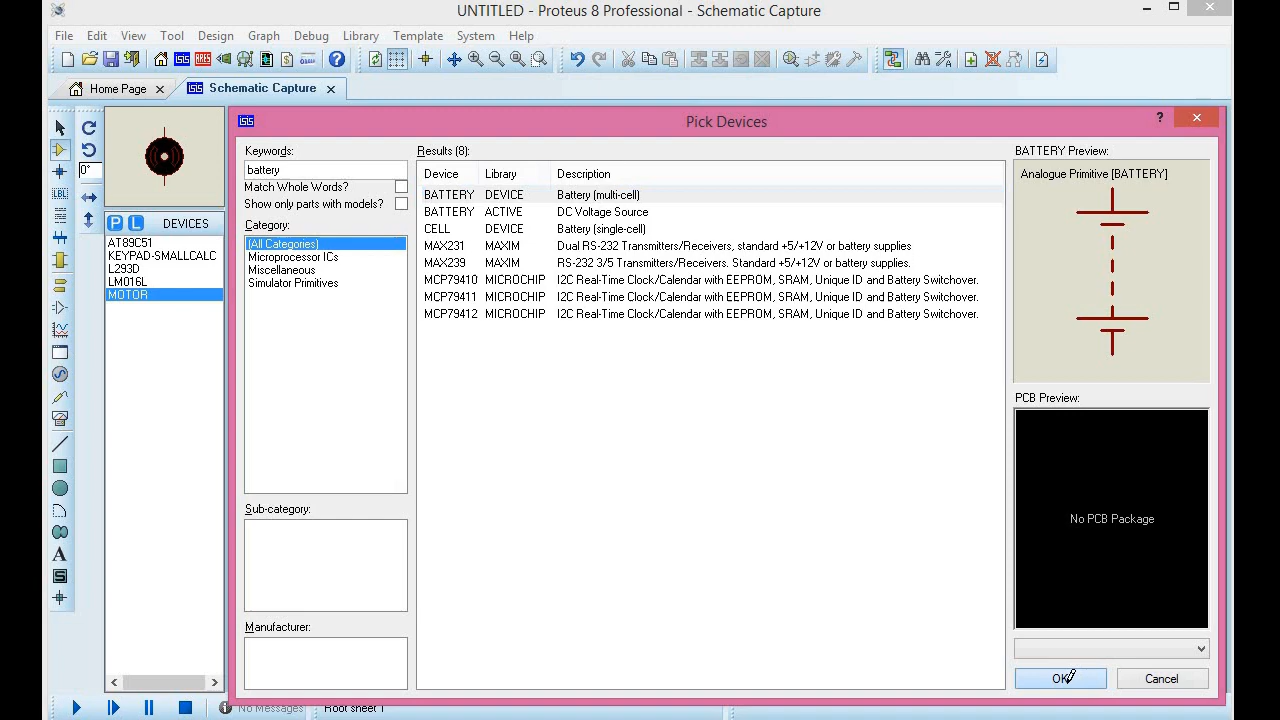 UNTITLED - Proteus 8 Professional - Schematic Capture
File Edit View Tool Design Graph Debug Library Template System Help
Home Page Schematic Capture
Pick Devices
Keywords:
battery
Match Whole Words?
Show only parts with models?
Category:
(All Categories)
Microprocessor ICs
Miscellaneous
Simulator Primitives
Sub-category:
Manufacturer:
Results (8):
Device Library Description
BATTERY DEVICE Battery (multi-cell)
BATTERY ACTIVE DC Voltage Source
CELL DEVICE Battery (single-cell)
MAX231 MAXIM Dual RS-232 Transmitters/Receivers, standard +5/+12V or battery supplies
MAX239 MAXIM RS-232 3/5 Transmitters/Receivers. Standard +5/+12V or battery supplies.
MCP79410 MICROCHIP I2C Real-Time Clock/Calendar with EEPROM, SRAM, Unique ID and Battery Switchover.
MCP79411 MICROCHIP I2C Real-Time Clock/Calendar with EEPROM, SRAM, Unique ID and Battery Switchover.
MCP79412 MICROCHIP I2C Real-Time Clock/Calendar with EEPROM, SRAM, Unique ID and Battery Switchover.
BATTERY Preview:
Analogue Primitive [BATTERY]
PCB Preview:
No PCB Package
OK Cancel
0°
LBL
A
S
P L DEVICES
AT89C51
KEYPAD-SMALLCALC
L293D
LM016L
MOTOR
No Messages Root sheet 1